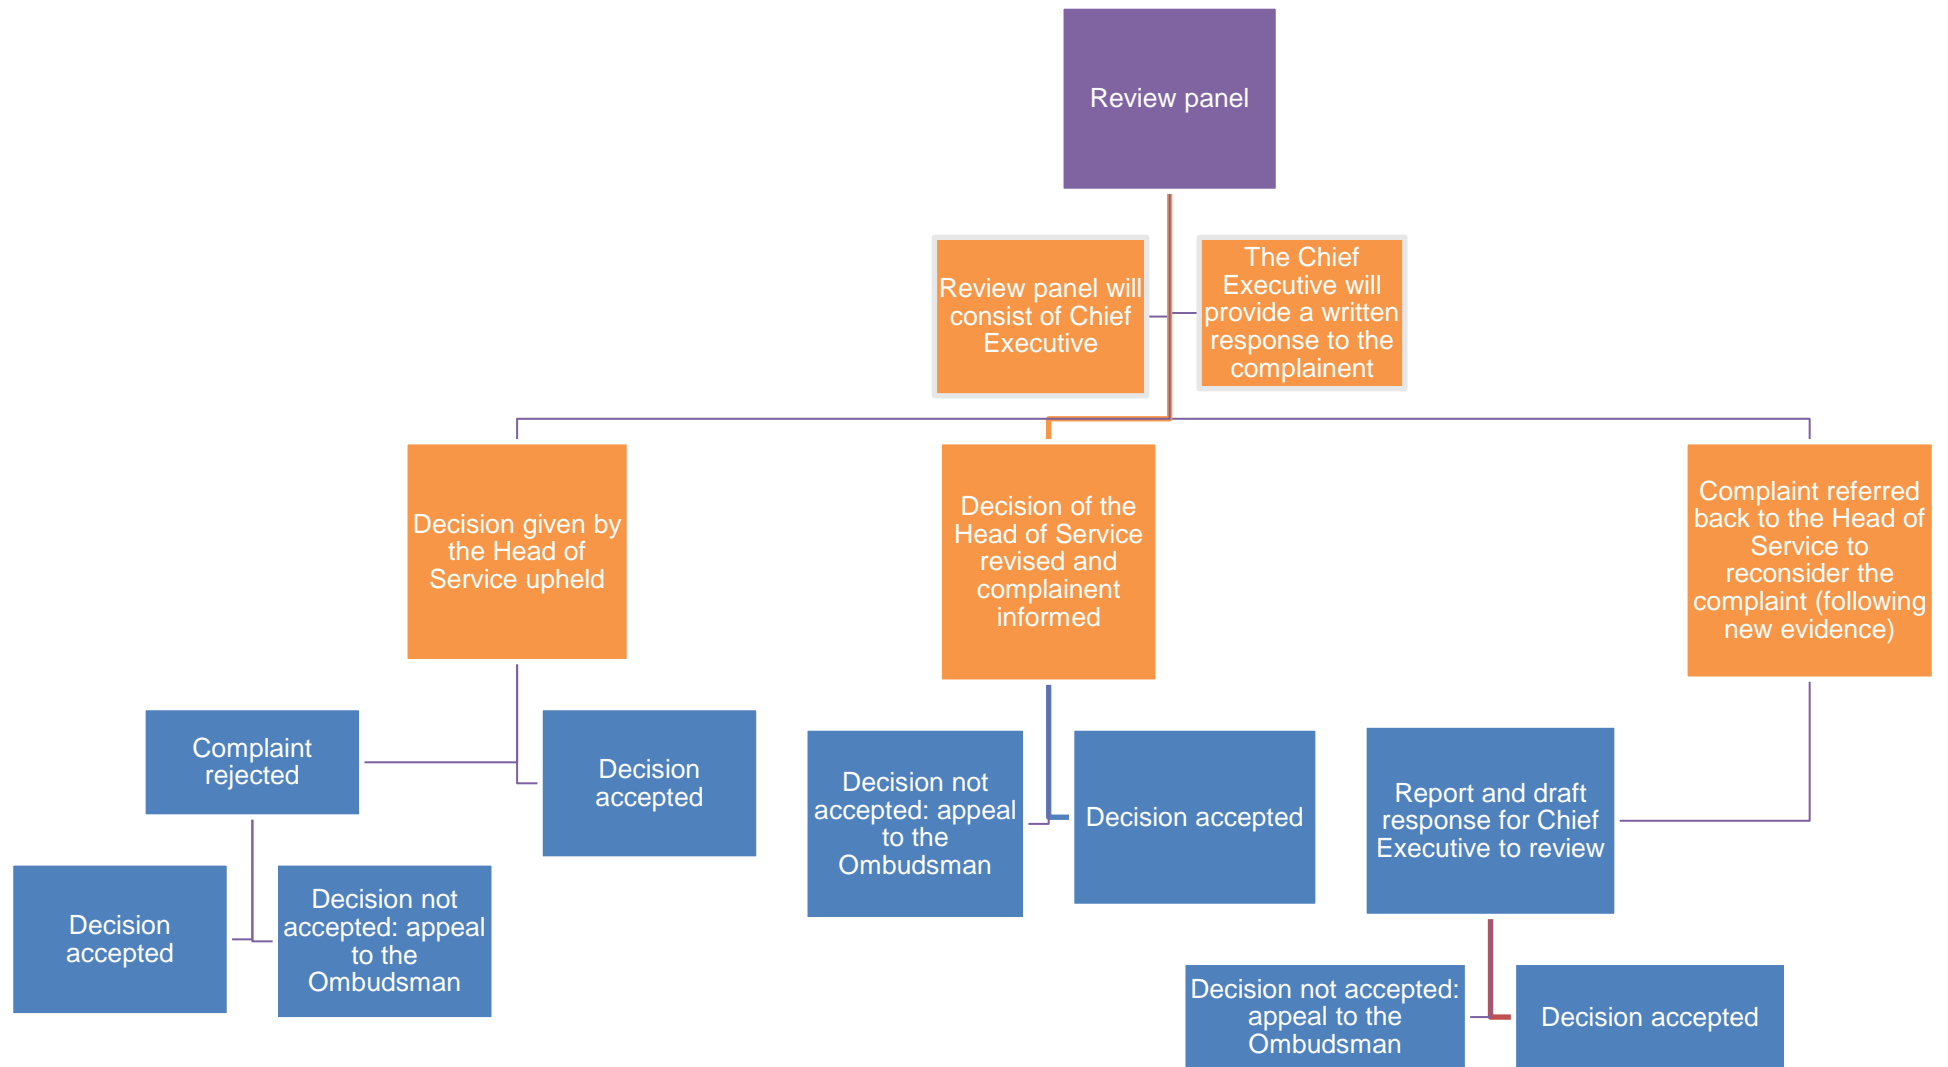 Review panel
Review panel will
consist of Chief
Executive
The Chief
Executive will
provide a written
response to the
complainent
Decision given by
the Head of
Service upheld
Decision of the
Head of Service
revised and
complainent
informed
Complaint referred
back to the Head of
Service to
reconsider the
complaint (following
new evidence)
Complaint
rejected
Decision
accepted
Decision not
accepted: appeal
to the
Ombudsman
Decision accepted
Report and draft
response for Chief
Executive to review
Decision
accepted
Decision not
accepted: appeal
to the
Ombudsman
Decision not accepted:
appeal to the
Ombudsman
Decision accepted